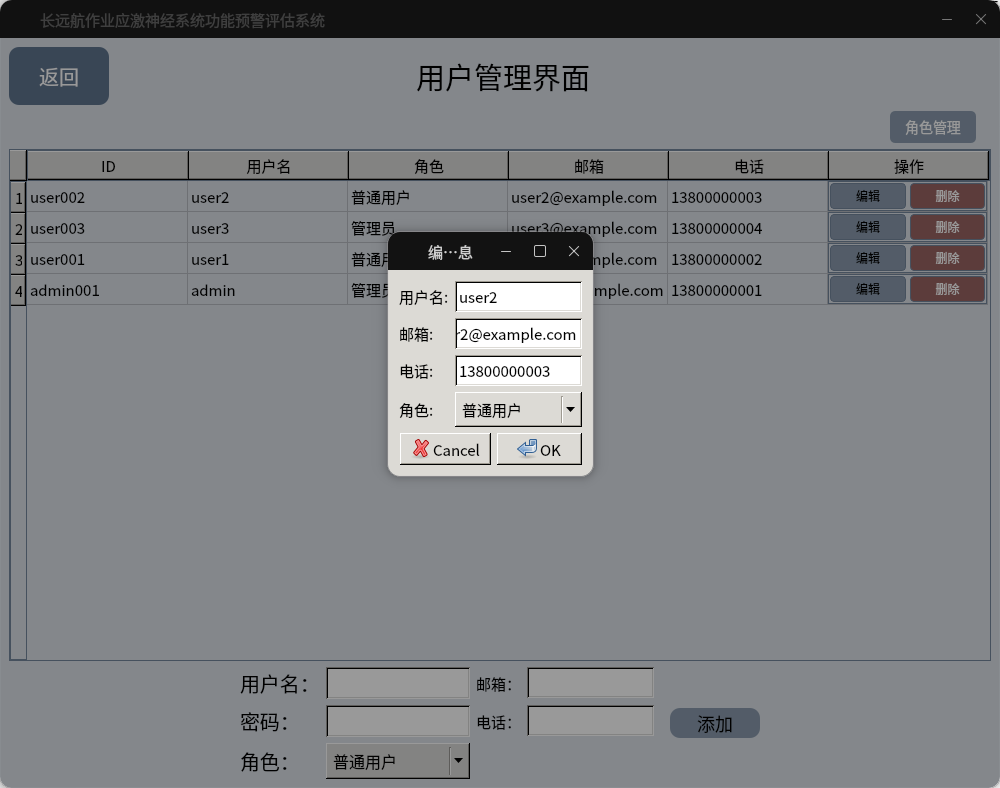 长远航作业应激神经系统功能预警评估系统
返回
用户管理界面
角色管理
ID 用户名 角色 邮箱 电话 操作
1 user002 user2 普通用户 user2@example.com 13800000003 编辑 删除
2 user003 user3 管理员 user3@example.com 13800000004 编辑 删除
3 user001 user1 普通用 mple.com 13800000002 编辑 删除
4 admin001 admin 管理员 mple.com 13800000001 编辑 删除
编…息
用户名: user2
邮箱: r2@example.com
电话: 13800000003
角色: 普通用户
Cancel OK
用户名: 邮箱:
密码: 电话: 添加
角色: 普通用户